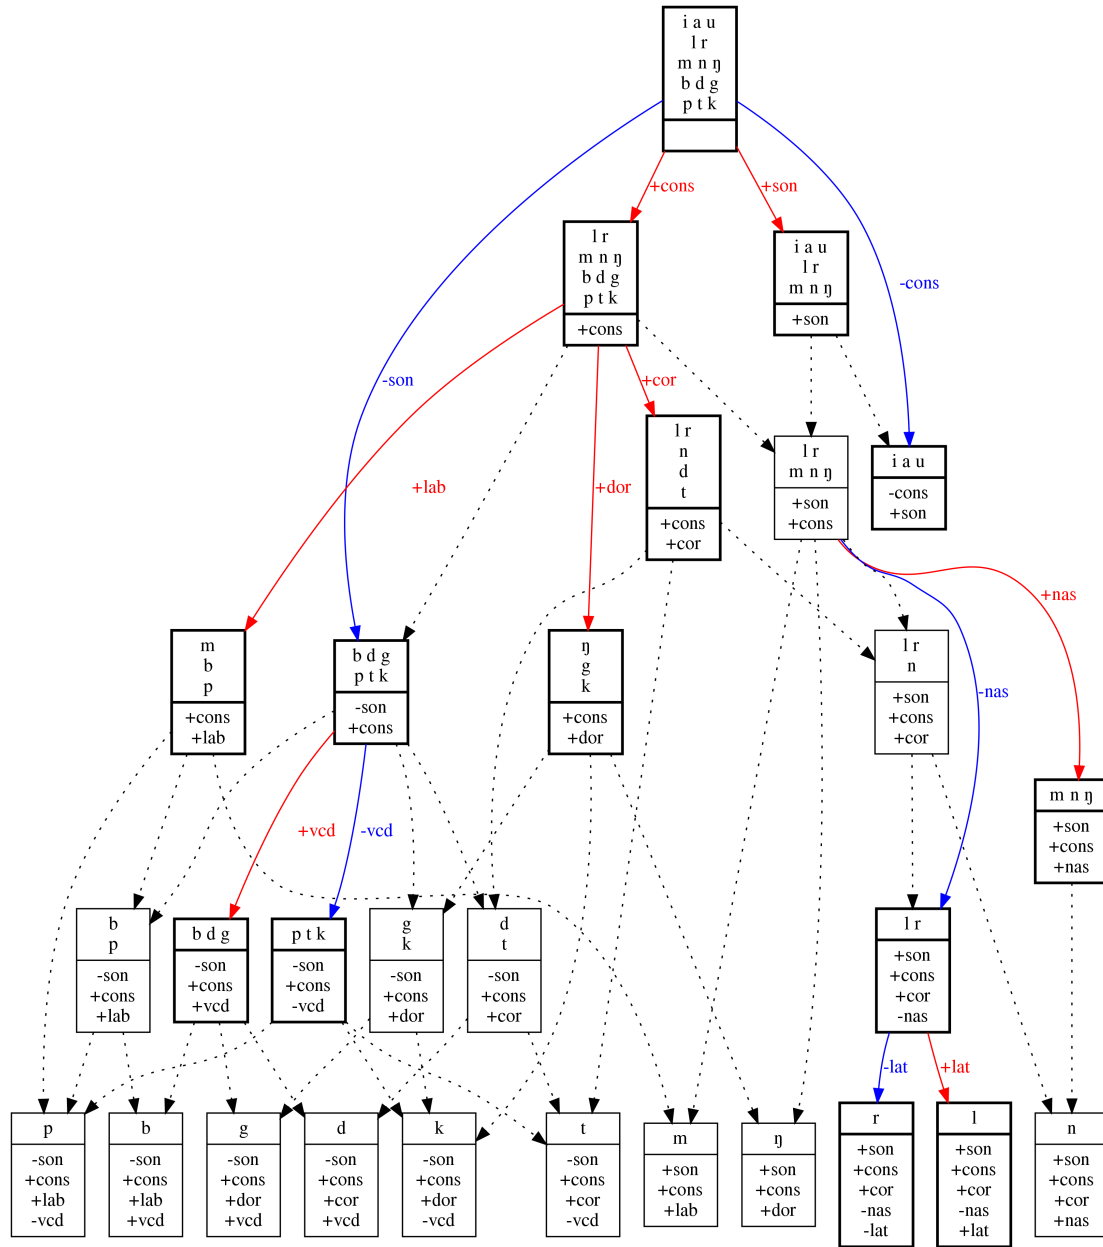 i a u
l r
m n ŋ
b d g
p t k
+cons
+son
l r
m n ŋ
b d g
p t k
+cons
i a u
l r
m n ŋ
+son
-cons
-son
+cor
l r
n
d
t
+cons
+cor
l r
m n ŋ
+son
+cons
i a u
-cons
+son
+lab
+dor
+nas
m
b
p
+cons
+lab
b d g
p t k
-son
+cons
ŋ
g
k
+cons
+dor
l r
n
+son
+cons
+cor
-nas
m n ŋ
+son
+cons
+nas
+vcd
-vcd
b
p
-son
+cons
+lab
b d g
-son
+cons
+vcd
p t k
-son
+cons
-vcd
g
k
-son
+cons
+dor
d
t
-son
+cons
+cor
l r
+son
+cons
+cor
-nas
-lat
+lat
p
-son
+cons
+lab
-vcd
b
-son
+cons
+lab
+vcd
g
-son
+cons
+dor
+vcd
d
-son
+cons
+cor
+vcd
k
-son
+cons
+dor
-vcd
t
-son
+cons
+cor
-vcd
m
+son
+cons
+lab
ŋ
+son
+cons
+dor
r
+son
+cons
+cor
-nas
-lat
l
+son
+cons
+cor
-nas
+lat
n
+son
+cons
+cor
+nas